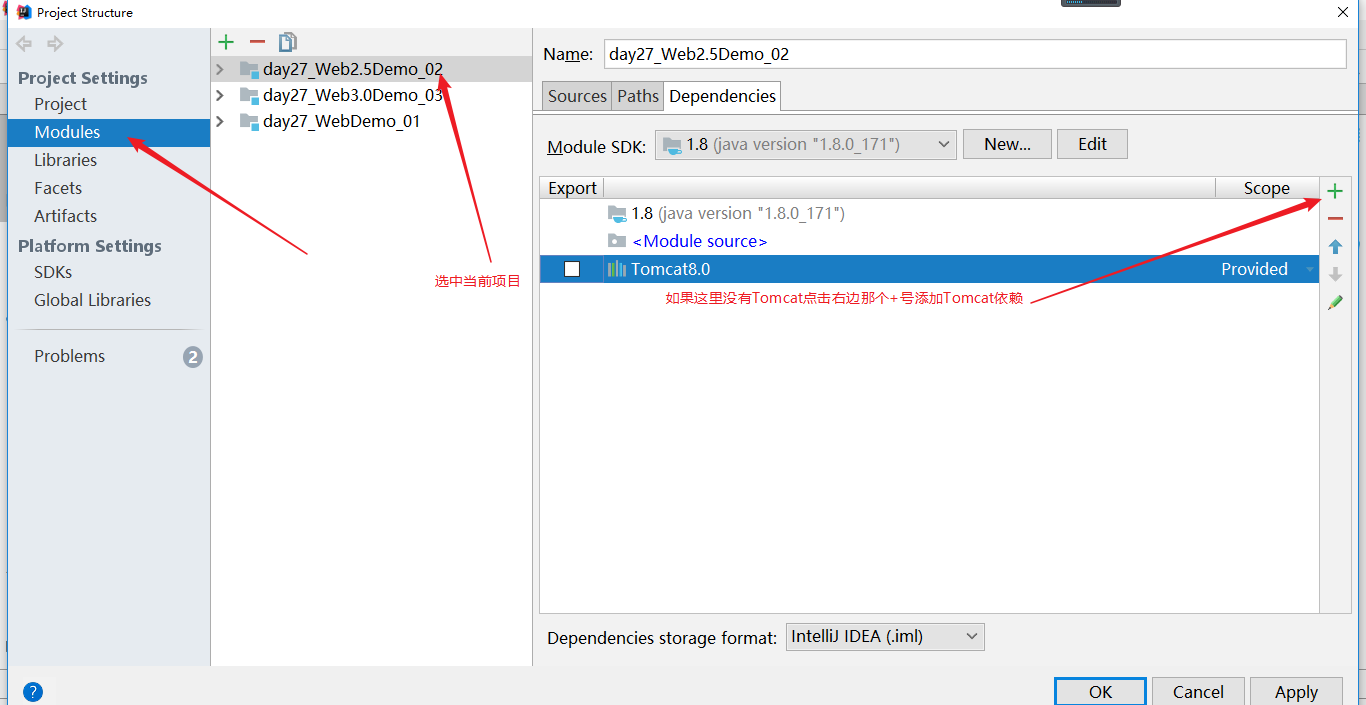 Project Structure
Project Settings
Project
Modules
Libraries
Facets
Artifacts
Platform Settings
SDKs
Global Libraries
Problems
2
day27_Web2.5Demo_02
day27_Web3.0Demo_03
day27_WebDemo_01
选中当前项目
Name: day27_Web2.5Demo_02
Sources Paths Dependencies
Module SDK: 1.8 (java version "1.8.0_171") New... Edit
Export Scope
1.8 (java version "1.8.0_171")
<Module source>
Tomcat8.0 Provided
如果这里没有Tomcat点击右边那个+号添加Tomcat依赖
Dependencies storage format: IntelliJ IDEA (.iml)
? OK Cancel Apply